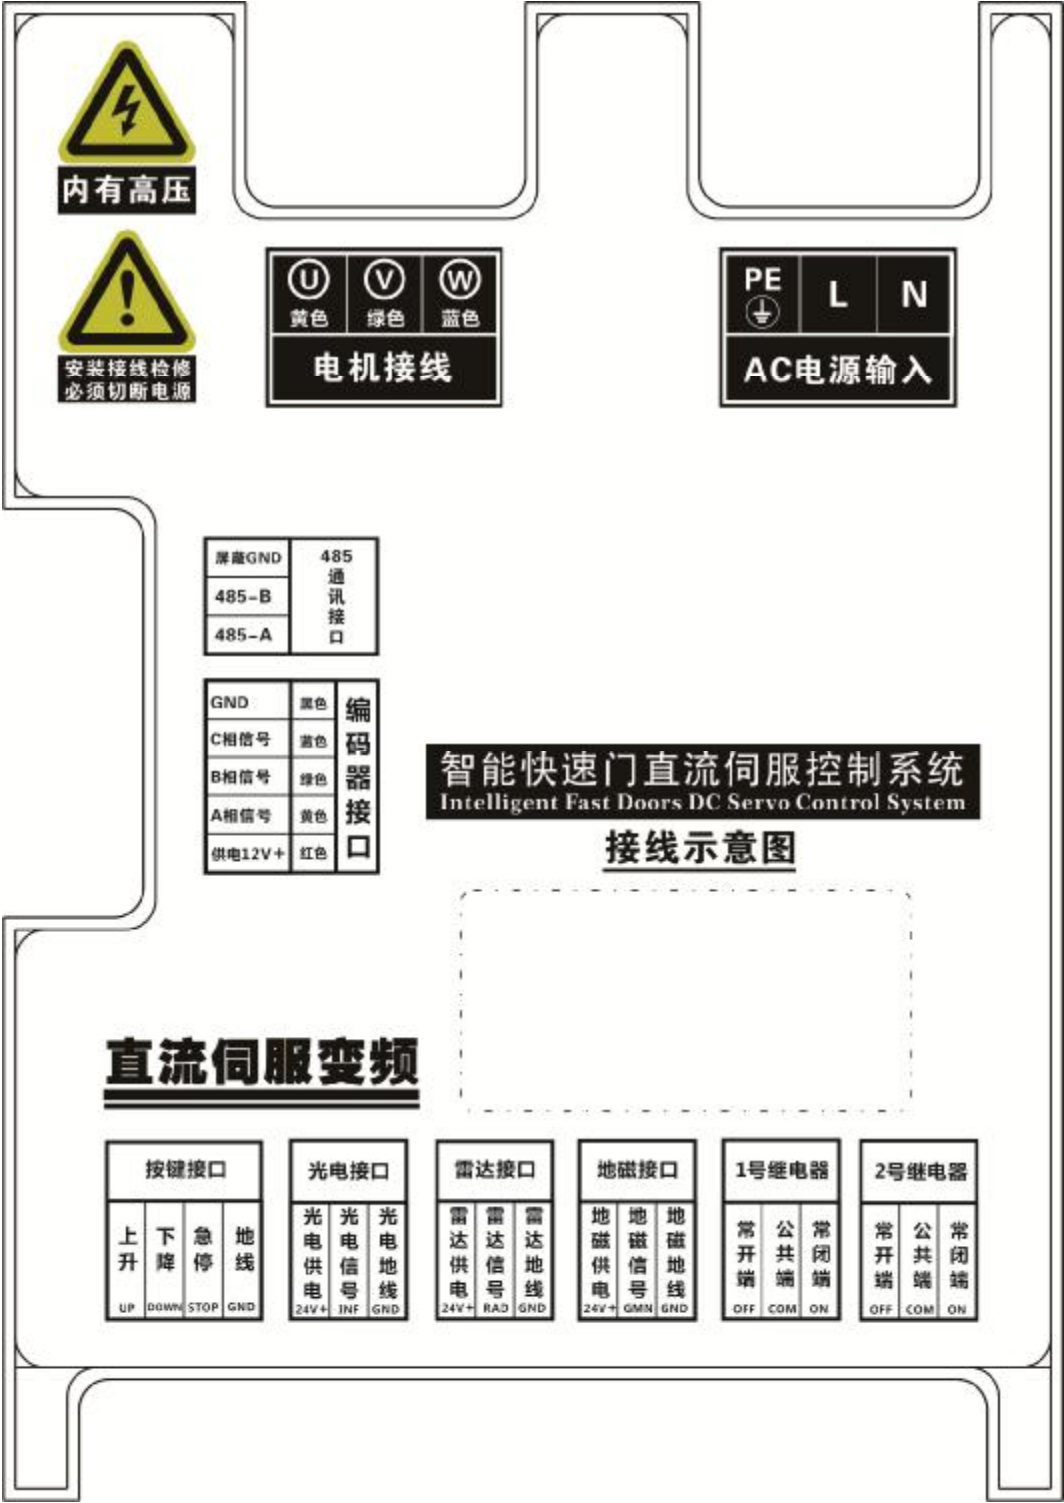 内有高压
安装接线检修
必须切断电源
U V W
黄色 绿色 蓝色
电机接线
PE L N
AC电源输入
屏蔽GND
485-B
485-A
485通讯接口
GND 黑色
C相信号 蓝色
B相信号 绿色
A相信号 黄色
供电12V+ 红色
编码器接口
智能快速门直流伺服控制系统
Intelligent Fast Doors DC Servo Control System
接线示意图
直流伺服变频
按键接口
上升 下降 急停 地线
UP DOWN STOP GND
光电接口
光电供电 光电信号 光电地线
24V+ INF GND
雷达接口
雷达供电 雷达信号 雷达地线
24V+ RAD GND
地磁接口
地磁供电 地磁信号 地磁地线
24V+ GMN GND
1号继电器
常开端 公共端 常闭端
OFF COM ON
2号继电器
常开端 公共端 常闭端
OFF COM ON